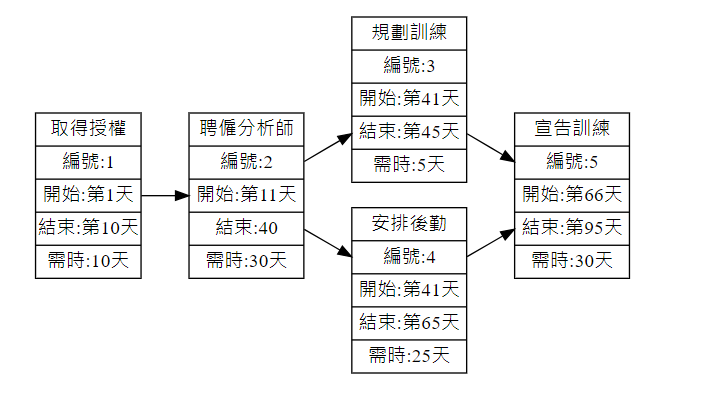 取得授權
編號:1
開始:第1天
結束:第10天
需時:10天
聘僱分析師
編號:2
開始:第11天
結束:40
需時:30天
規劃訓練
編號:3
開始:第41天
結束:第45天
需時:5天
安排後勤
編號:4
開始:第41天
結束:第65天
需時:25天
宣告訓練
編號:5
開始:第66天
結束:第95天
需時:30天